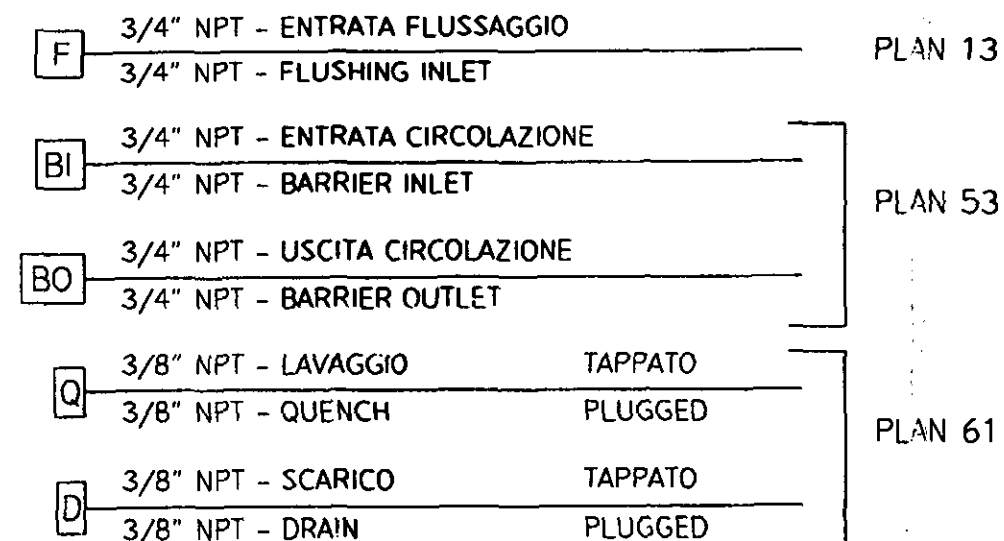 F 3/4" NPT - ENTRATA FLUSSAGGIO
3/4" NPT - FLUSHING INLET
PLAN 13
BI 3/4" NPT - ENTRATA CIRCOLAZIONE
3/4" NPT - BARRIER INLET
PLAN 53
BO 3/4" NPT - USCITA CIRCOLAZIONE
3/4" NPT - BARRIER OUTLET
Q 3/8" NPT - LAVAGGIO TAPPATO
3/8" NPT - QUENCH PLUGGED
PLAN 61
D 3/8" NPT - SCARICO TAPPATO
3/8" NPT - DRAIN PLUGGED